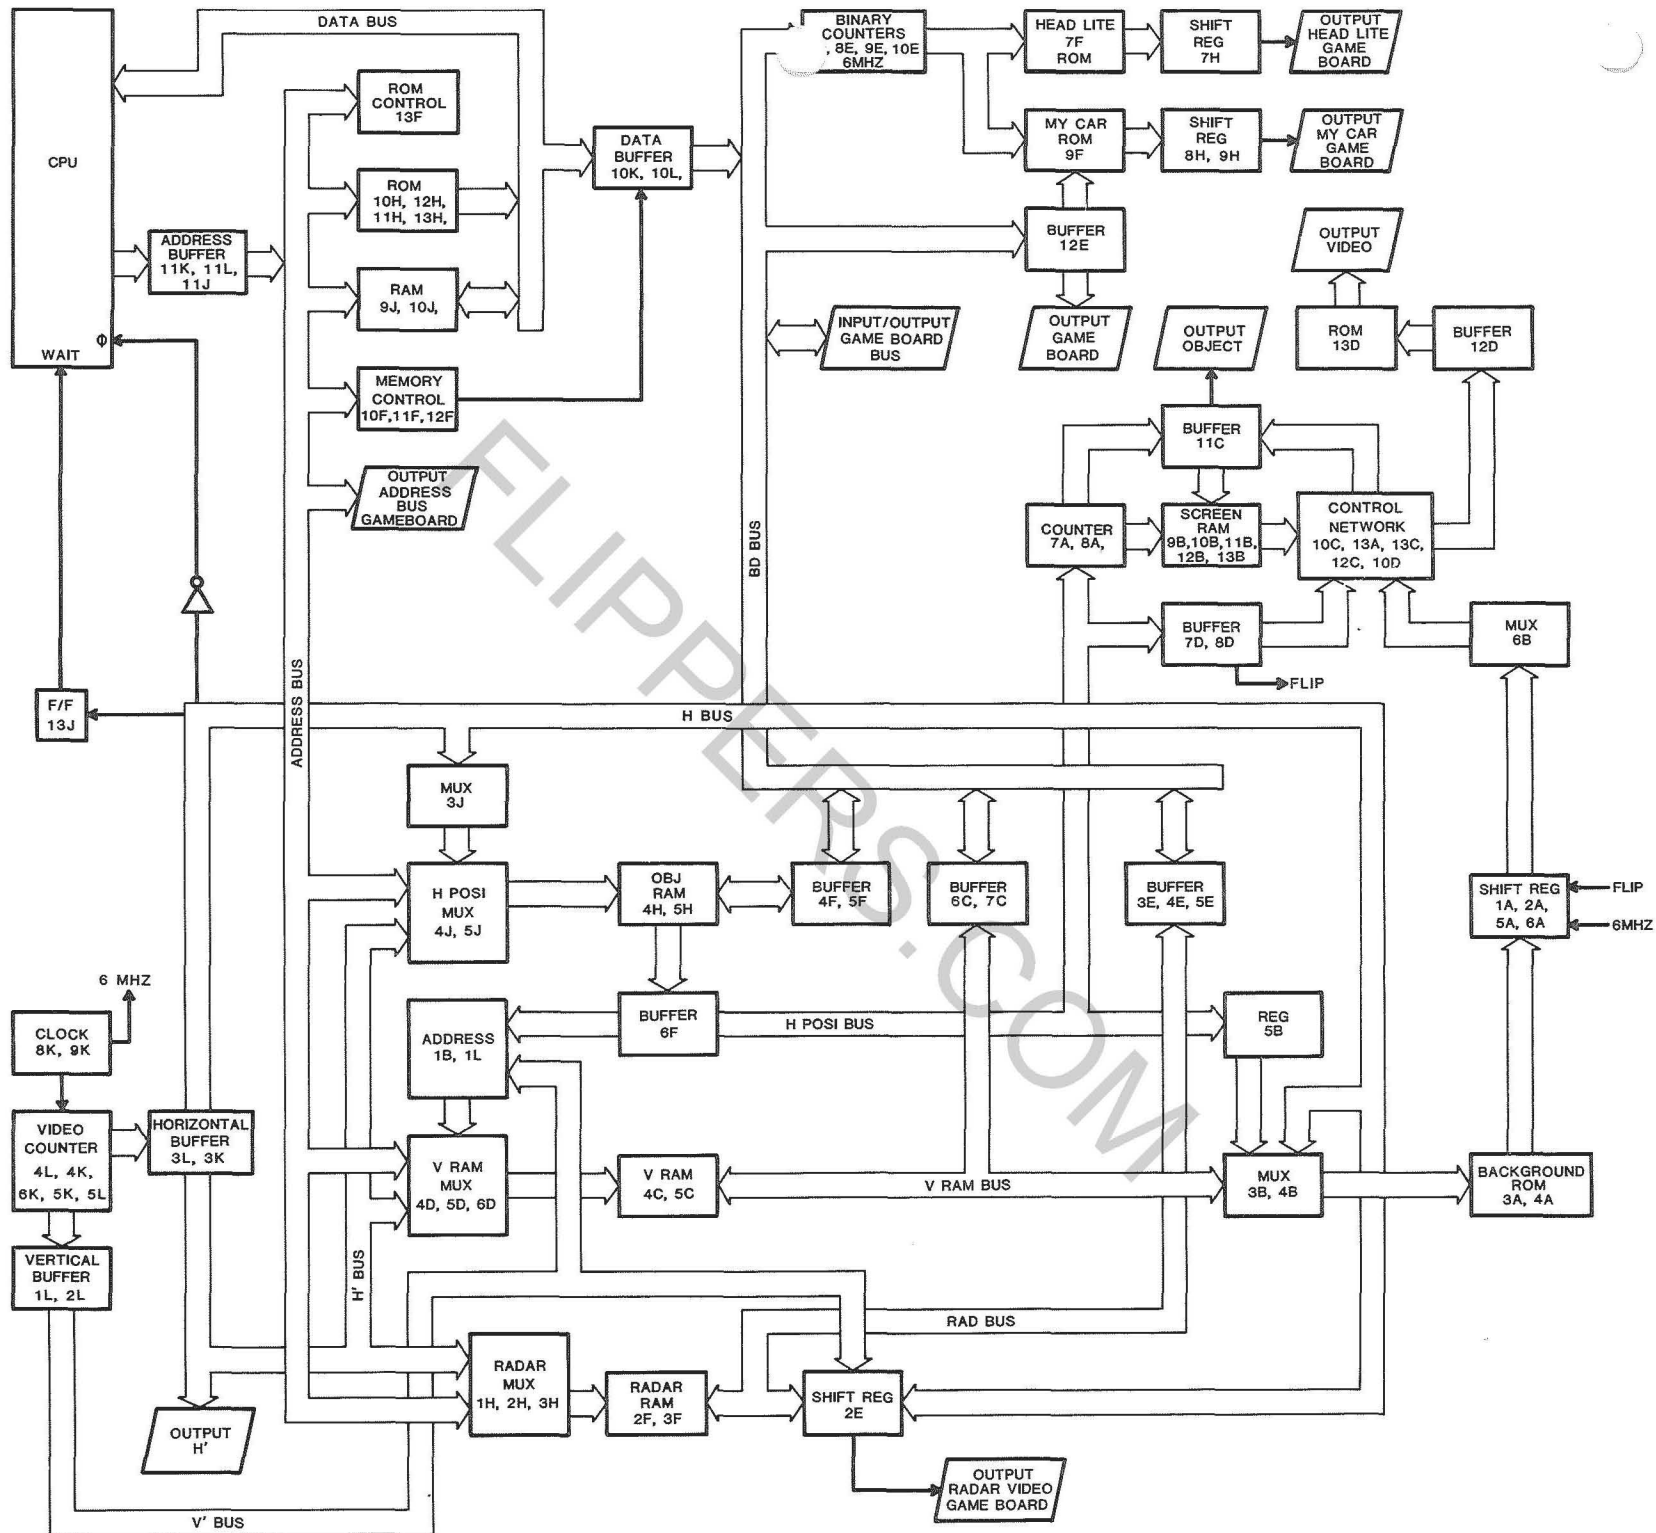 DATA BUS
CPU
WAIT
Φ
ADDRESS
BUFFER
11K, 11L,
11J
ROM
CONTROL
13F
ROM
10H, 12H,
11H, 13H,
RAM
9J, 10J,
MEMORY
CONTROL
10F,11F,12F
OUTPUT
ADDRESS
BUS
GAMEBOARD
DATA
BUFFER
10K, 10L,
BINARY
COUNTERS
, 8E, 9E, 10E
6MHZ
HEAD LITE
7F
ROM
SHIFT
REG
7H
OUTPUT
HEAD LITE
GAME
BOARD
MY CAR
ROM
9F
SHIFT
REG
8H, 9H
OUTPUT
MY CAR
GAME
BOARD
BUFFER
12E
OUTPUT
VIDEO
INPUT/OUTPUT
GAME BOARD
BUS
OUTPUT
GAME
BOARD
OUTPUT
OBJECT
ROM
13D
BUFFER
12D
BUFFER
11C
COUNTER
7A, 8A,
SCREEN
RAM
9B,10B,11B,
12B, 13B
CONTROL
NETWORK
10C, 13A, 13C,
12C, 10D
BUFFER
7D, 8D
FLIP
MUX
6B
BD BUS
ADDRESS BUS
F/F
13J
H BUS
MUX
3J
H POSI
MUX
4J, 5J
OBJ
RAM
4H, 5H
BUFFER
4F, 5F
BUFFER
6C, 7C
BUFFER
3E, 4E, 5E
SHIFT REG
1A, 2A,
5A, 6A
FLIP
6MHZ
6 MHZ
CLOCK
8K, 9K
ADDRESS
1B, 1L
BUFFER
6F
H POSI BUS
REG
5B
VIDEO
COUNTER
4L, 4K,
6K, 5K, 5L
HORIZONTAL
BUFFER
3L, 3K
V RAM
MUX
4D, 5D, 6D
V RAM
4C, 5C
V RAM BUS
MUX
3B, 4B
BACKGROUND
ROM
3A, 4A
VERTICAL
BUFFER
1L, 2L
H' BUS
RAD BUS
RADAR
MUX
1H, 2H, 3H
RADAR
RAM
2F, 3F
SHIFT REG
2E
OUTPUT
H'
OUTPUT
RADAR VIDEO
GAME BOARD
V' BUS
FLIPPERS.COM